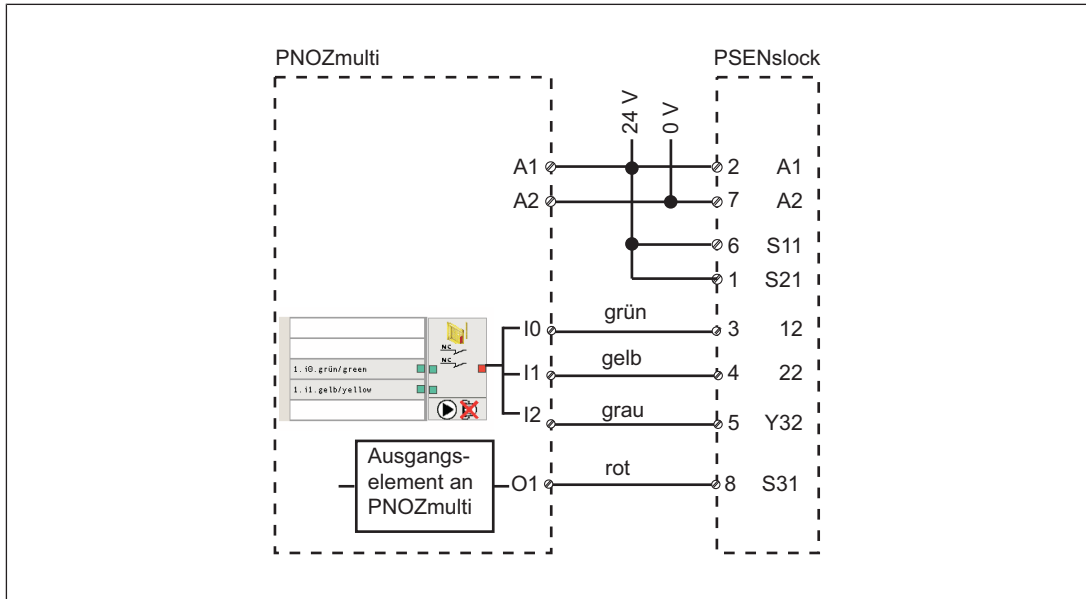 PNOZmulti
PSENslock
24 V
0 V
A1
2 A1
A2
7 A2
6 S11
1 S21
NC
NC
1.i0.grün/green
1.i1.gelb/yellow
I0
grün
3 12
I1
gelb
4 22
I2
grau
5 Y32
Ausgangs-
element an
PNOZmulti
O1
rot
8 S31